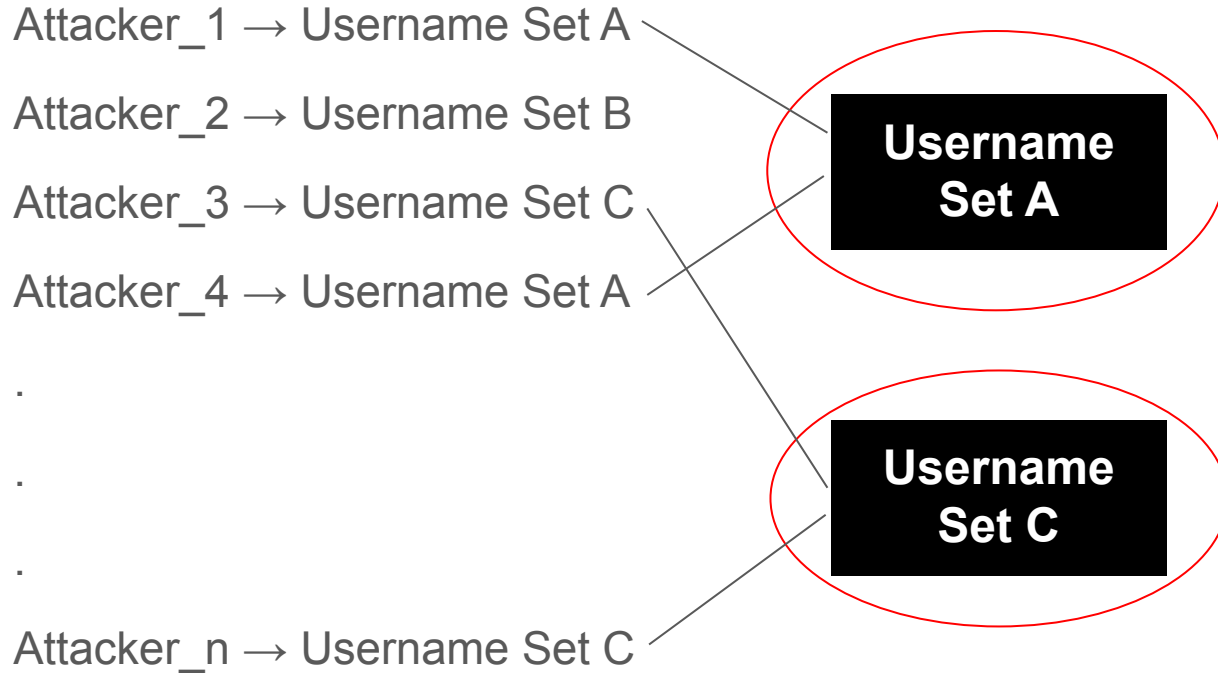 Attacker_1 → Username Set A
Attacker_2 → Username Set B
Attacker_3 → Username Set C
Attacker_4 → Username Set A
.
.
.
Attacker_n → Username Set C
Username
Set A
Username
Set C